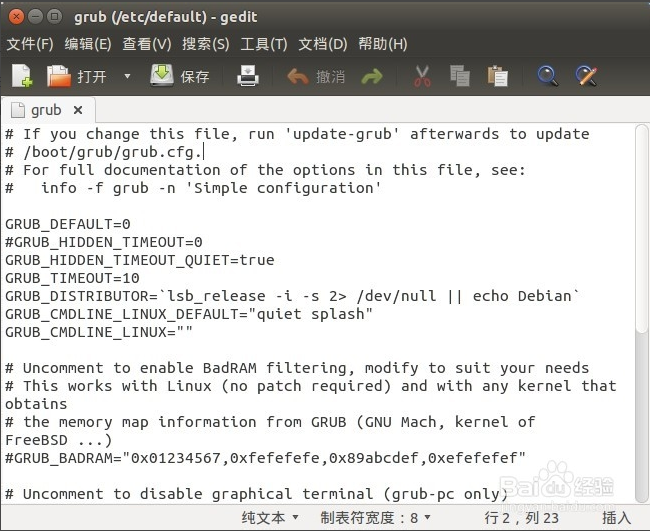 grub (/etc/default) - gedit
文件(F) 编辑(E) 查看(V) 搜索(S) 工具(T) 文档(D) 帮助(H)
打开 保存 撤消
grub
# If you change this file, run 'update-grub' afterwards to update
# /boot/grub/grub.cfg.
# For full documentation of the options in this file, see:
#   info -f grub -n 'Simple configuration'
GRUB_DEFAULT=0
#GRUB_HIDDEN_TIMEOUT=0
GRUB_HIDDEN_TIMEOUT_QUIET=true
GRUB_TIMEOUT=10
GRUB_DISTRIBUTOR=`lsb_release -i -s 2> /dev/null || echo Debian`
GRUB_CMDLINE_LINUX_DEFAULT="quiet splash"
GRUB_CMDLINE_LINUX=""
# Uncomment to enable BadRAM filtering, modify to suit your needs
# This works with Linux (no patch required) and with any kernel that
obtains
# the memory map information from GRUB (GNU Mach, kernel of
FreeBSD ...)
#GRUB_BADRAM="0x01234567,0xfefefefe,0x89abcdef,0xefefefef"
# Uncomment to disable graphical terminal (grub-pc only)
Baidu 经验
jingyan.baidu.com
纯文本 制表符宽度：8 行 2，列 23 插入